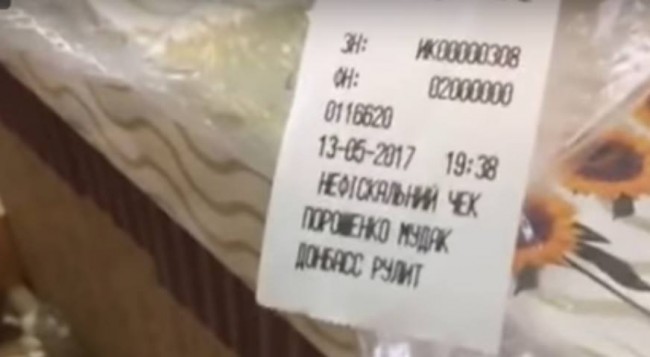 ЗН: ИК00000308
ФН: 02000000
0116620
13-05-2017 19:38
НЕФІСКАЛЬНИЙ ЧЕК
ПОРОШЕНКО МУДАК
ДОНБАСС РУЛИТ